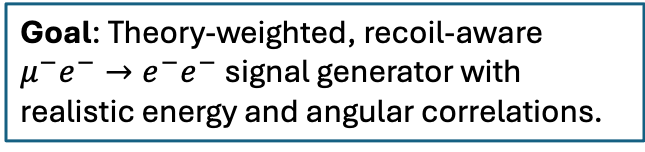 Goal: Theory-weighted, recoil-aware
μ⁻e⁻ → e⁻e⁻ signal generator with
realistic energy and angular correlations.